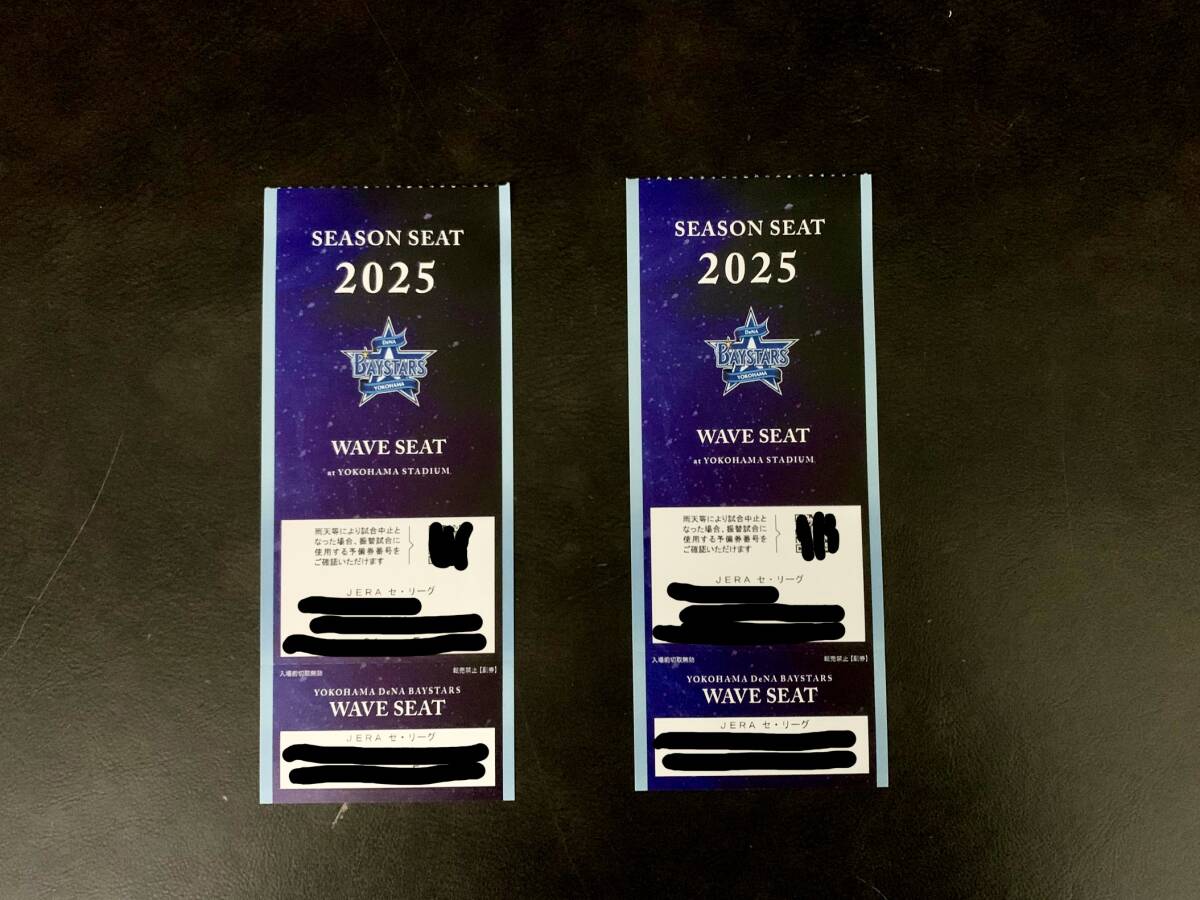 SEASON SEAT
2025
DeNA
BAYSTARS
YOKOHAMA
WAVE SEAT
at YOKOHAMA STADIUM
雨天等により試合中止と
なった場合、振替試合に
使用する予備券番号を
ご確認いただけます
JERA セ・リーグ
入場前切取無効 転売禁止【副券】
YOKOHAMA DeNA BAYSTARS
WAVE SEAT
JERA セ・リーグ
SEASON SEAT
2025
DeNA
BAYSTARS
YOKOHAMA
WAVE SEAT
at YOKOHAMA STADIUM
雨天等により試合中止と
なった場合、振替試合に
使用する予備券番号を
ご確認いただけます
JERA セ・リーグ
入場前切取無効 転売禁止【副券】
YOKOHAMA DeNA BAYSTARS
WAVE SEAT
JERA セ・リーグ